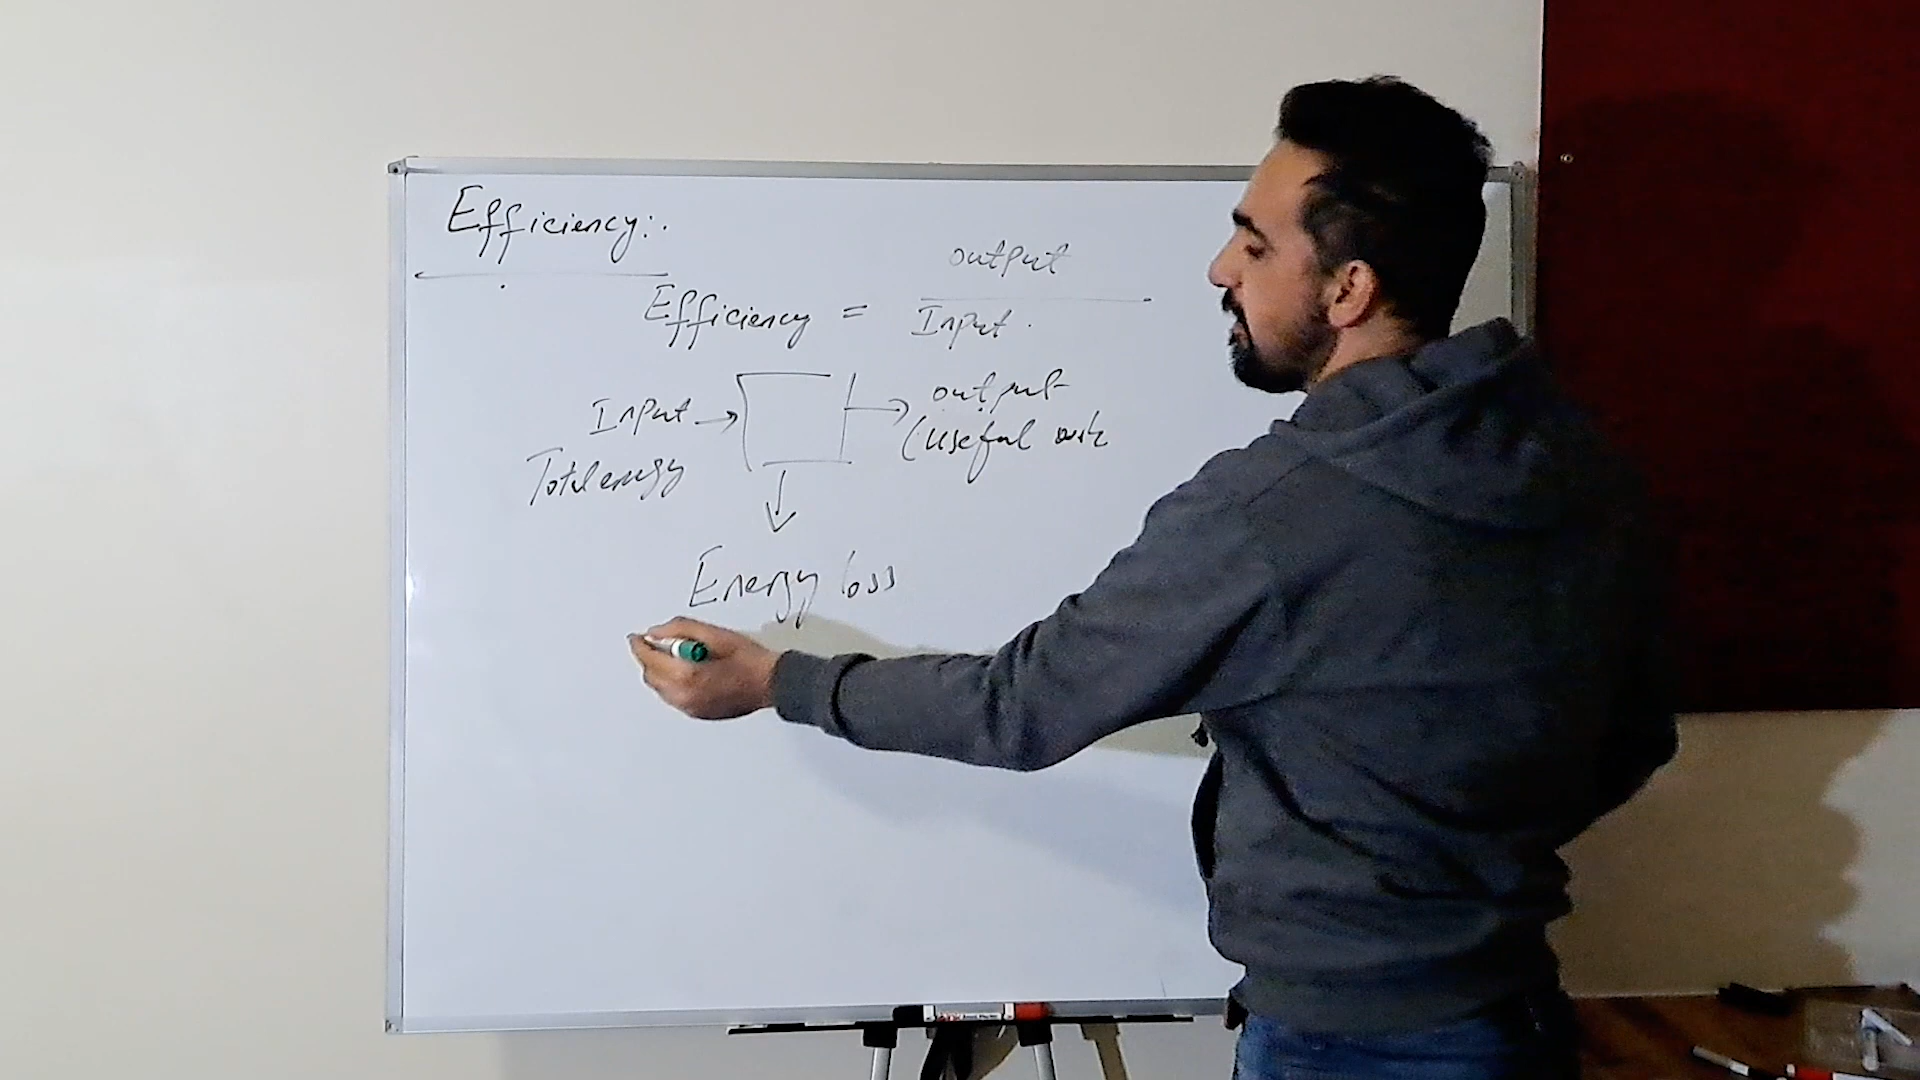 Efficiency:.
output
Efficiency =
Input.
Input →
output
Total energy
(useful work
Energy loss